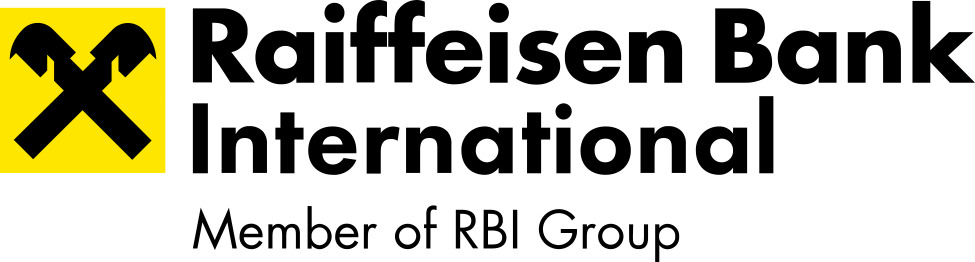 Raiffeisen Bank
International
Member of RBI Group